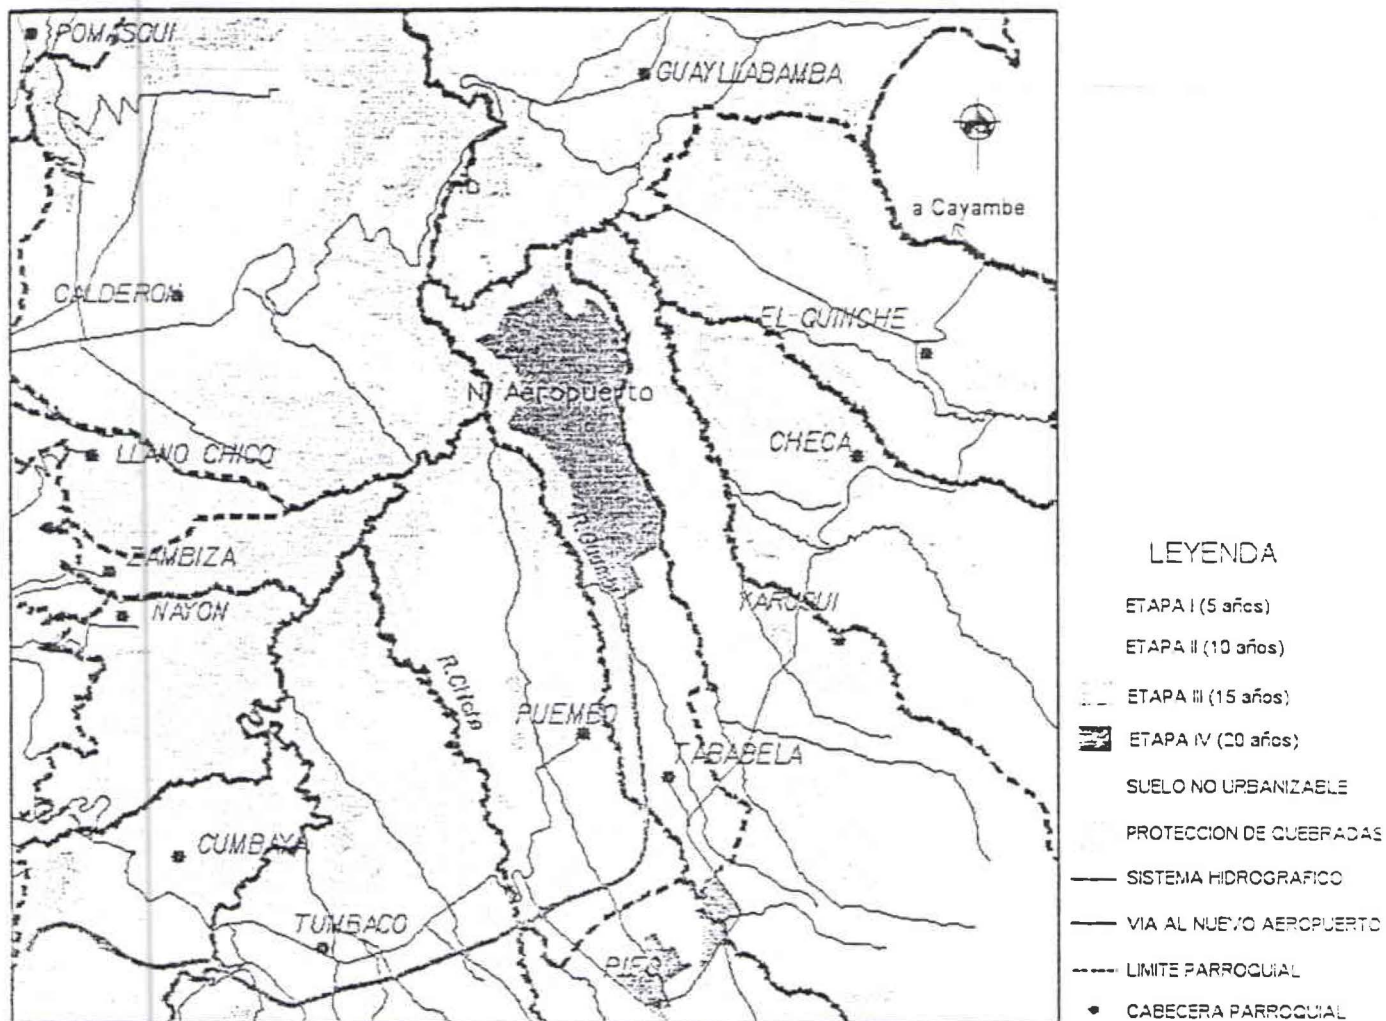 POMASQUI
GUAYLLABAMBA
a Cayambe
CALDERON
EL QUINCHE
N. Aeropuerto
CHECA
LLANO CHICO
ZAMBIZA
NAYON
YARUQUI
R. Chota
PUEMBO
TABABELA
CUMBAYA
TUMBACO
PIFO
LEYENDA
ETAPA I (5 años)
ETAPA II (10 años)
ETAPA III (15 años)
ETAPA IV (20 años)
SUELO NO URBANIZABLE
PROTECCION DE QUEBRADAS
SISTEMA HIDROGRAFICO
VIA AL NUEVO AEROPUERTO
LIMITE PARROQUIAL
CABECERA PARROQUIAL